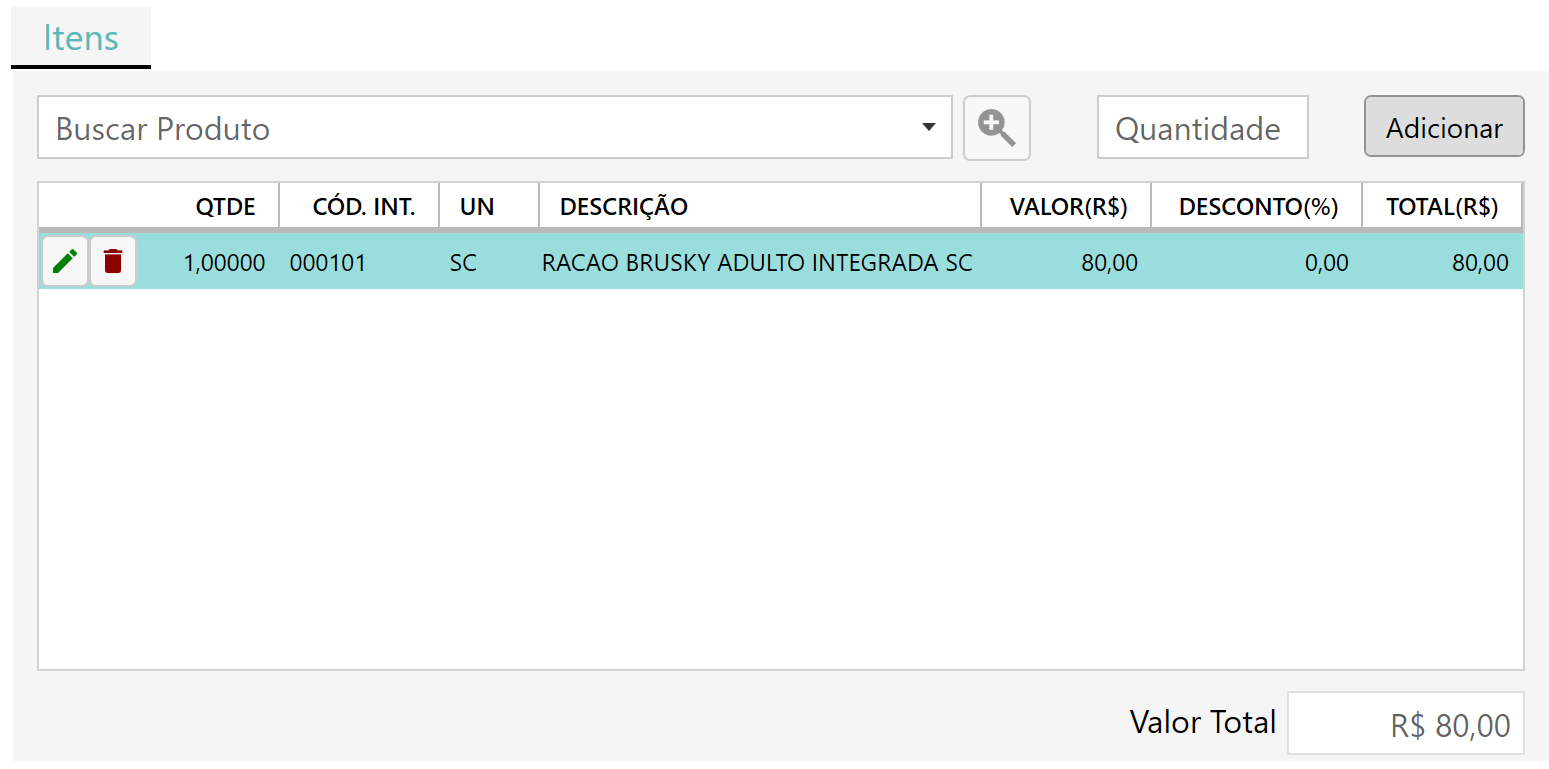 Itens
Buscar Produto Quantidade Adicionar
QTDE CÓD. INT. UN DESCRIÇÃO VALOR(R$) DESCONTO(%) TOTAL(R$)
1,00000 000101 SC RACAO BRUSKY ADULTO INTEGRADA SC 80,00 0,00 80,00
Valor Total R$ 80,00